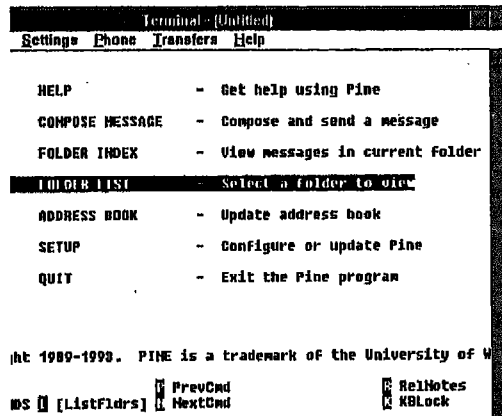 Terminal - (Untitled)
Settings Phone Transfers Help
HELP - Get help using Pine
COMPOSE MESSAGE - Compose and send a message
FOLDER INDEX - View messages in current folder
FOLDER LIST - Select a folder to view
ADDRESS BOOK - Update address book
SETUP - Configure or update Pine
QUIT - Exit the Pine program
ght 1989-1993. PINE is a trademark of the University of W
P PrevCmd R RelNotes
NDS L [ListFldrs] N NextCmd K KBLock